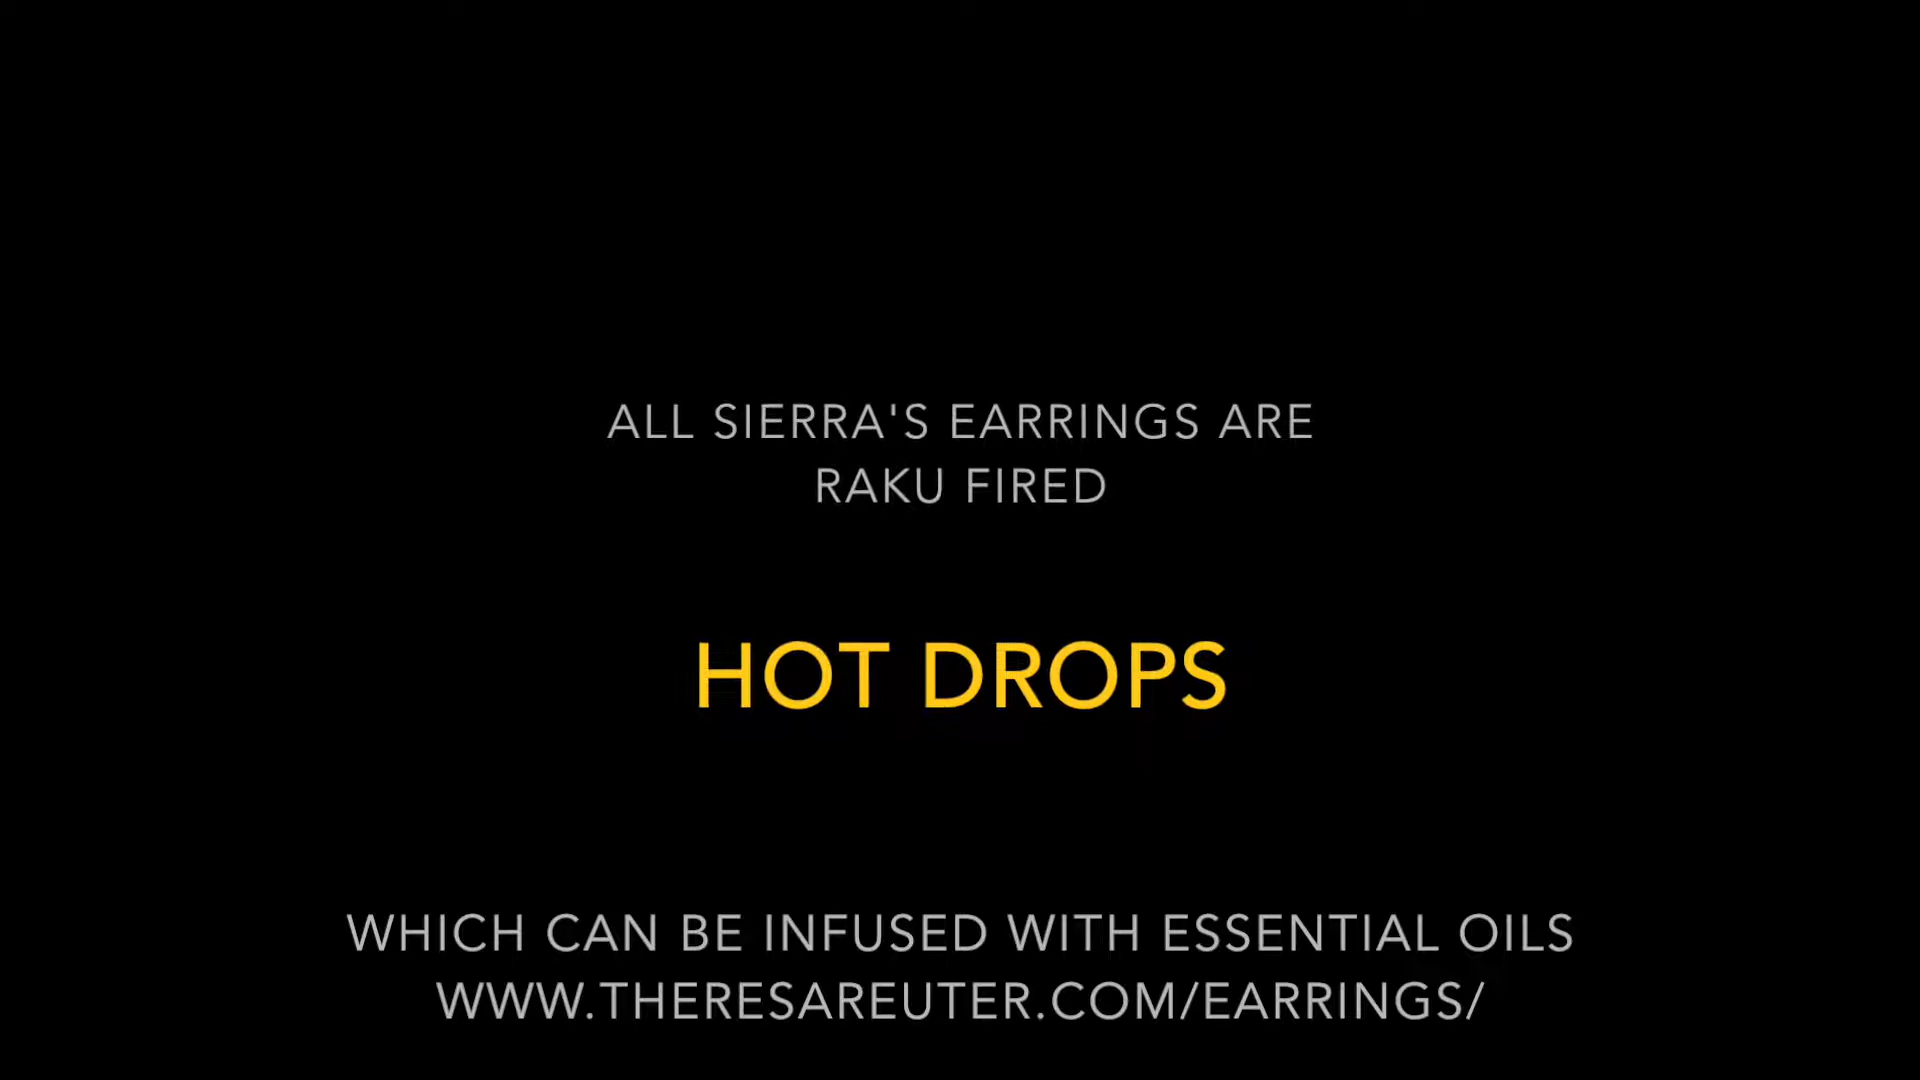 ALL SIERRA'S EARRINGS ARE
RAKU FIRED
HOT DROPS
WHICH CAN BE INFUSED WITH ESSENTIAL OILS
WWW.THERESAREUTER.COM/EARRINGS/